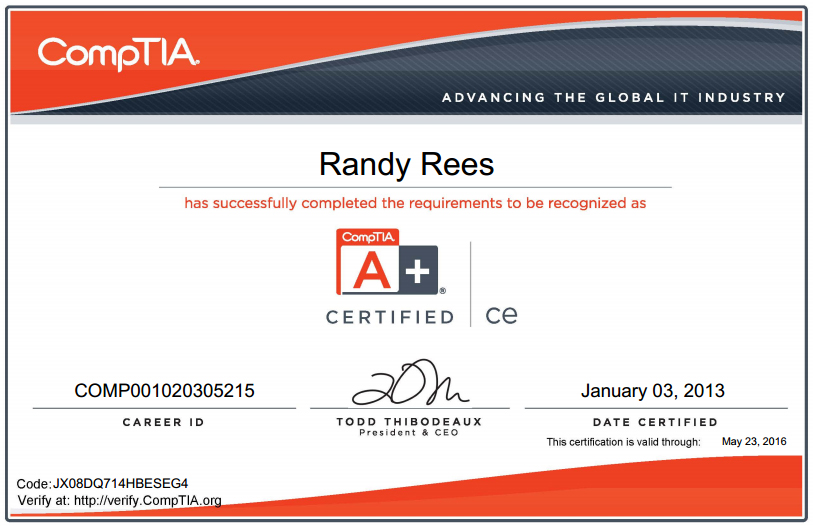 CompTIA.
ADVANCING THE GLOBAL IT INDUSTRY
Randy Rees
has successfully completed the requirements to be recognized as
CompTIA
A+®
CERTIFIED ce
COMP001020305215 January 03, 2013
CAREER ID TODD THIBODEAUX DATE CERTIFIED
President & CEO
This certification is valid through: May 23, 2016
Code:JX08DQ714HBESEG4
Verify at: http://verify.CompTIA.org